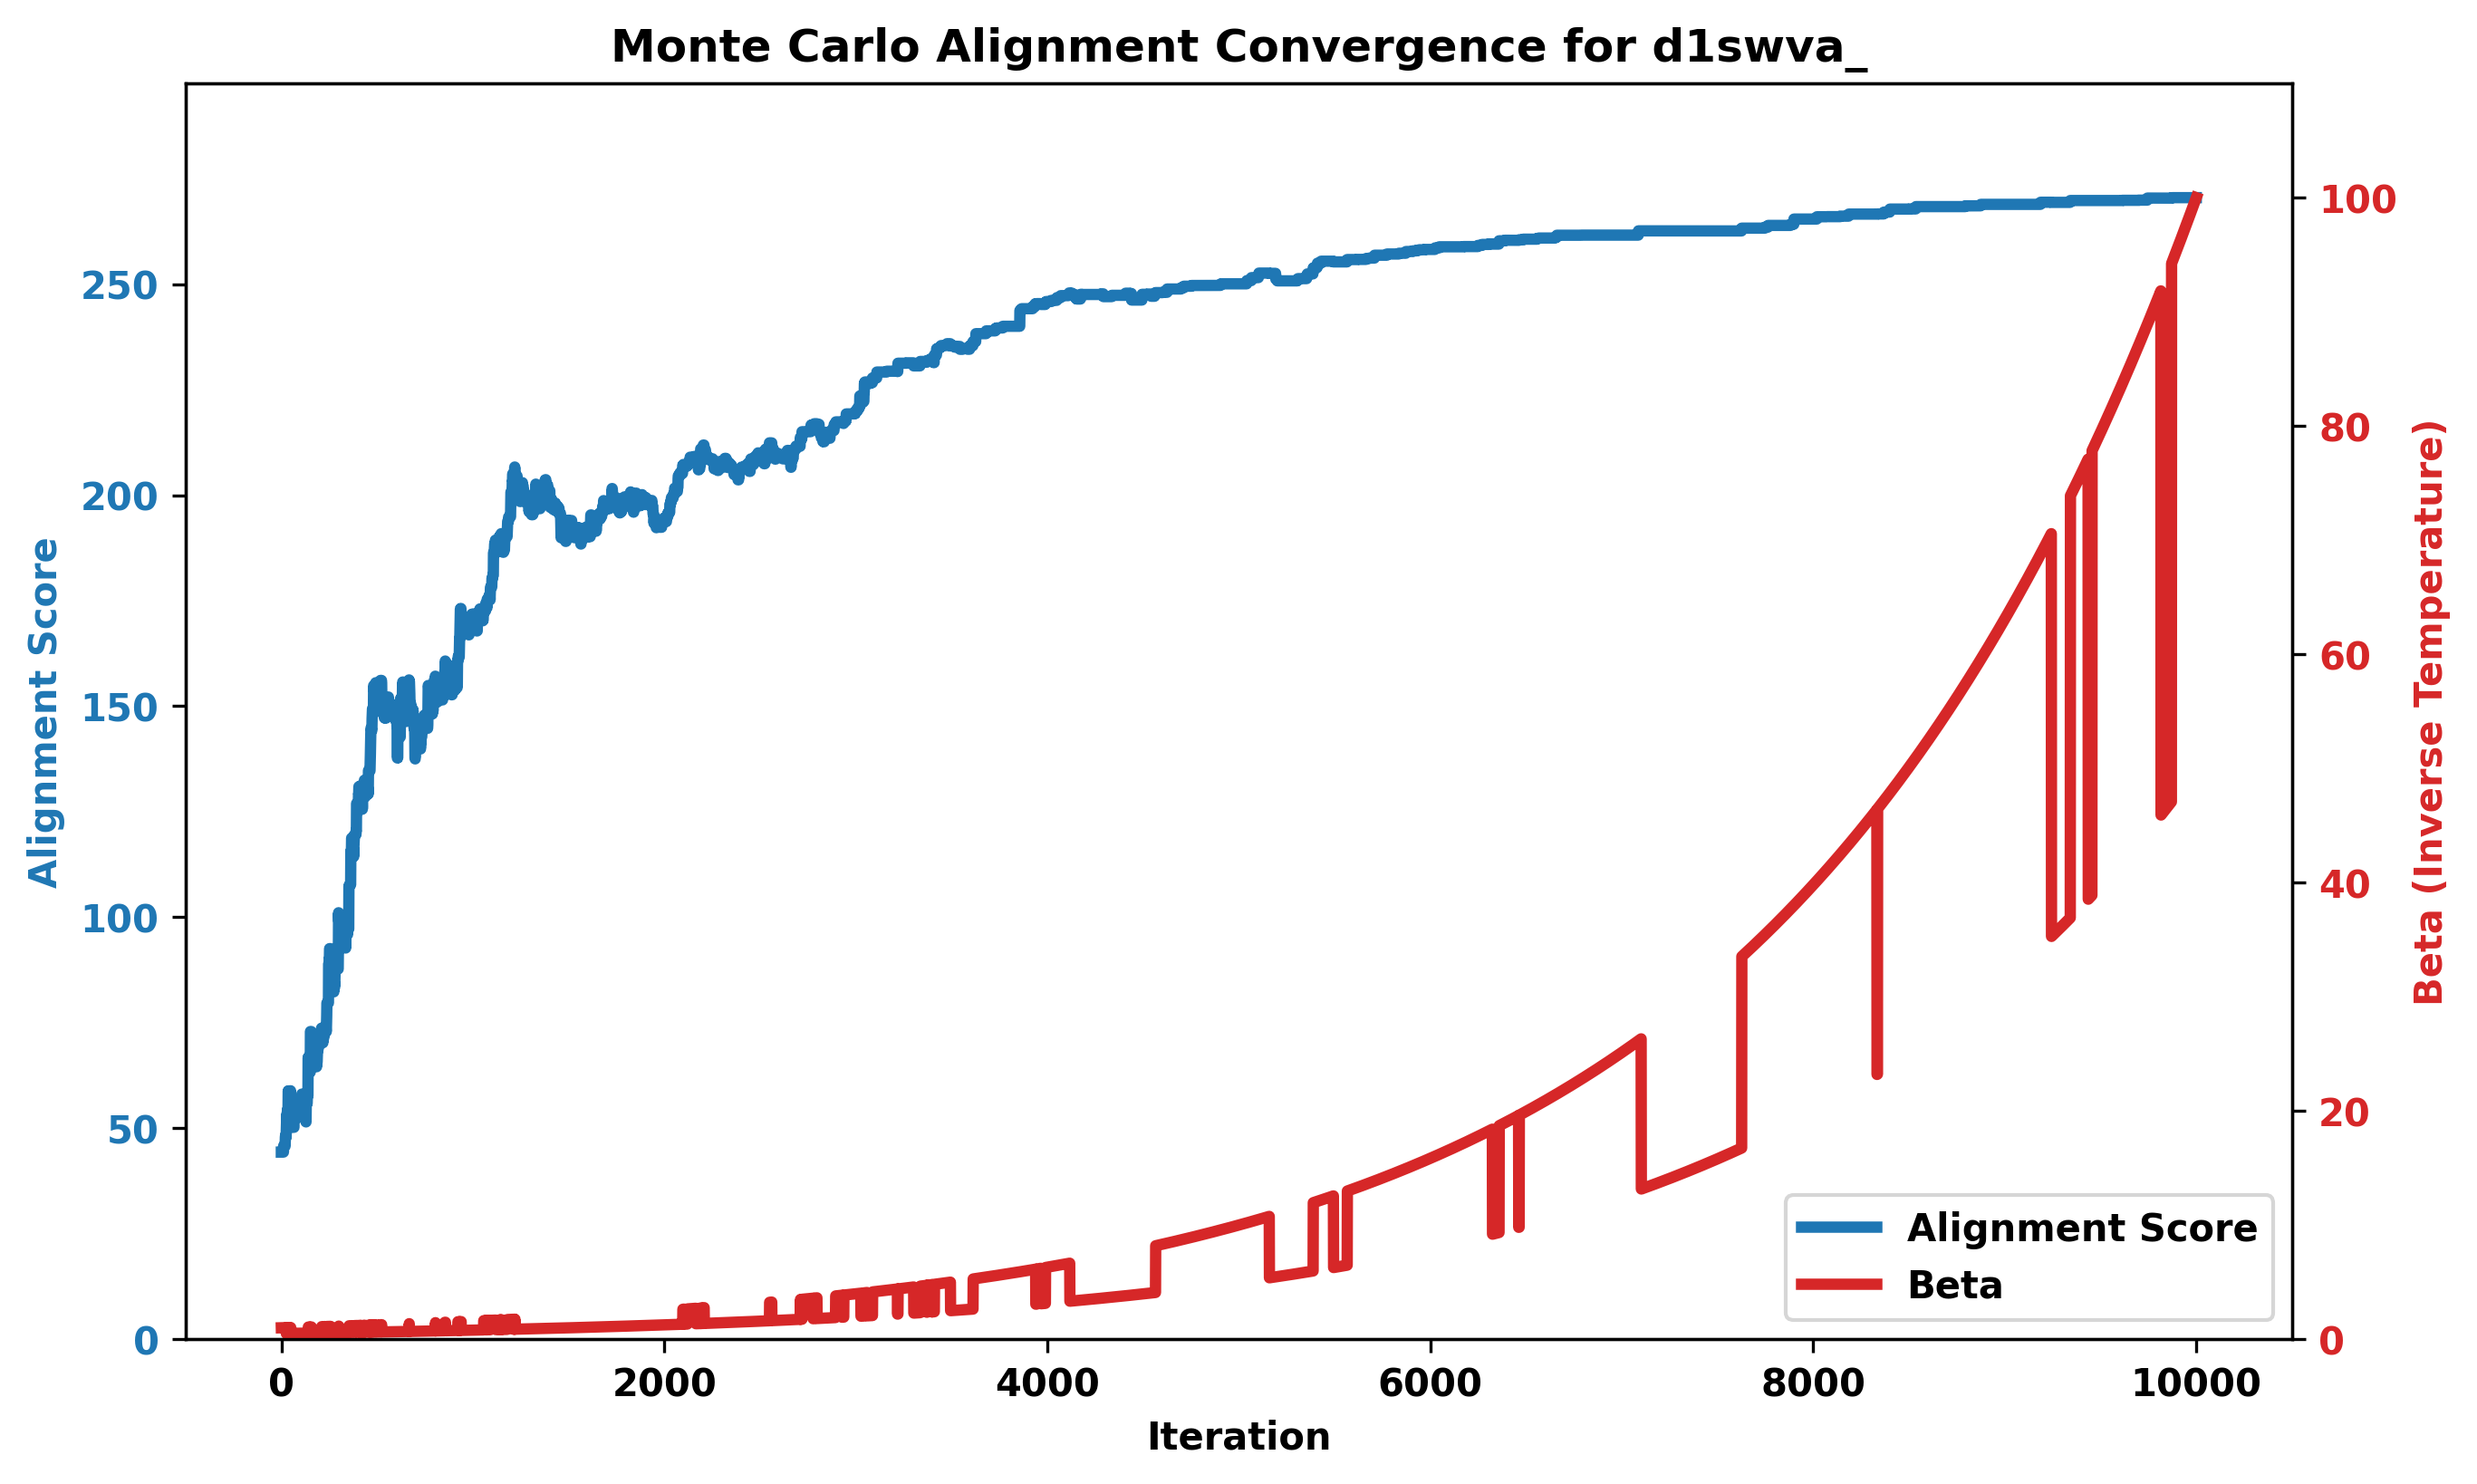 Monte Carlo Alignment Convergence for d1swva_
Alignment Score
250
200
150
100
50
0
100
80
60
40
20
0
Beta (Inverse Temperature)
Alignment Score
Beta
0 2000 4000 6000 8000 10000
Iteration